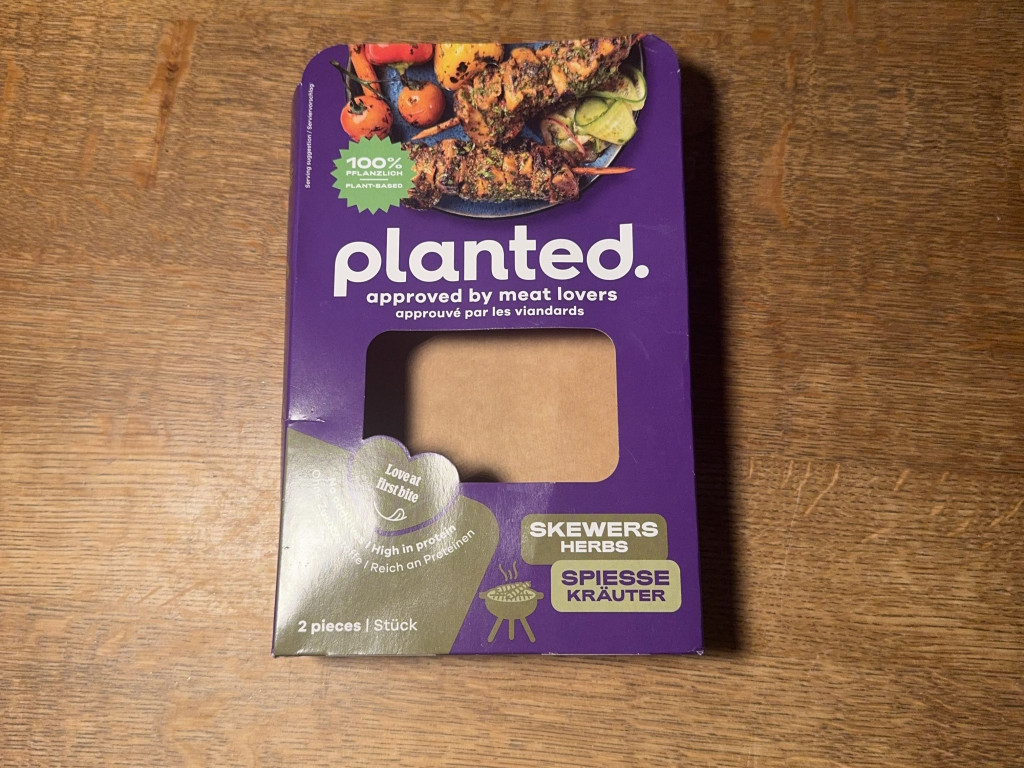 Serving suggestion / Serviervorschlag
100%
PFLANZLICH
PLANT-BASED
planted.
approved by meat lovers
approuvé par les viandards
Love at
first bite
| High in protein
| Reich an Proteinen
SKEWERS
HERBS
SPIESSE
KRÄUTER
2 pieces | Stück